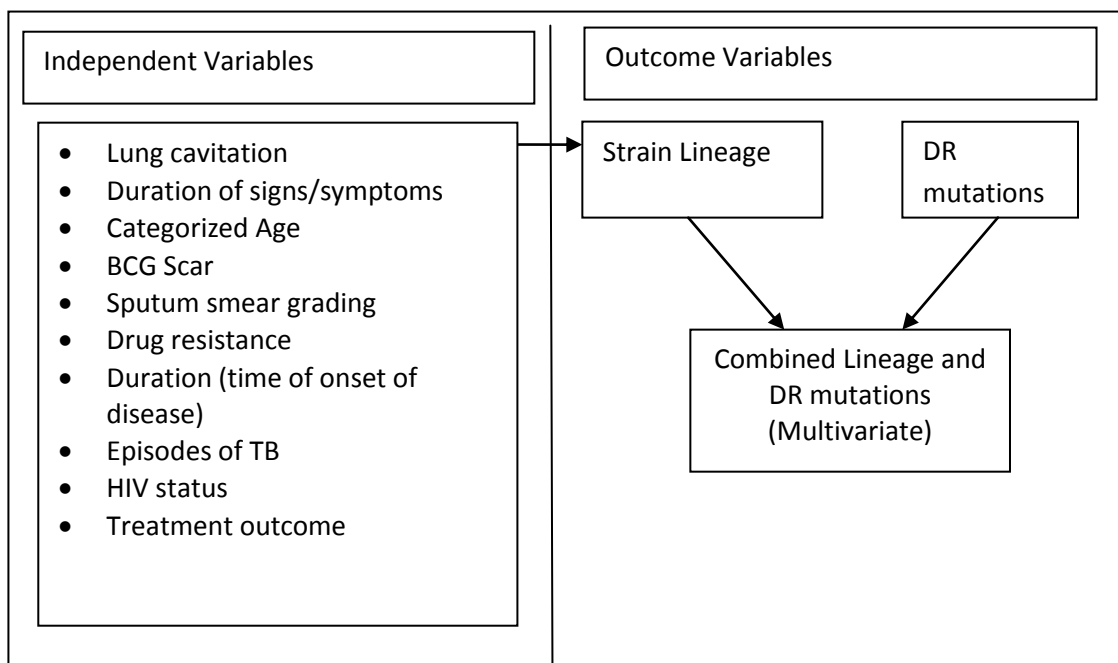 Independent Variables
Outcome Variables
• Lung cavitation
• Duration of signs/symptoms
• Categorized Age
• BCG Scar
• Sputum smear grading
• Drug resistance
• Duration (time of onset of
disease)
• Episodes of TB
• HIV status
• Treatment outcome
Strain Lineage
DR
mutations
Combined Lineage and
DR mutations
(Multivariate)